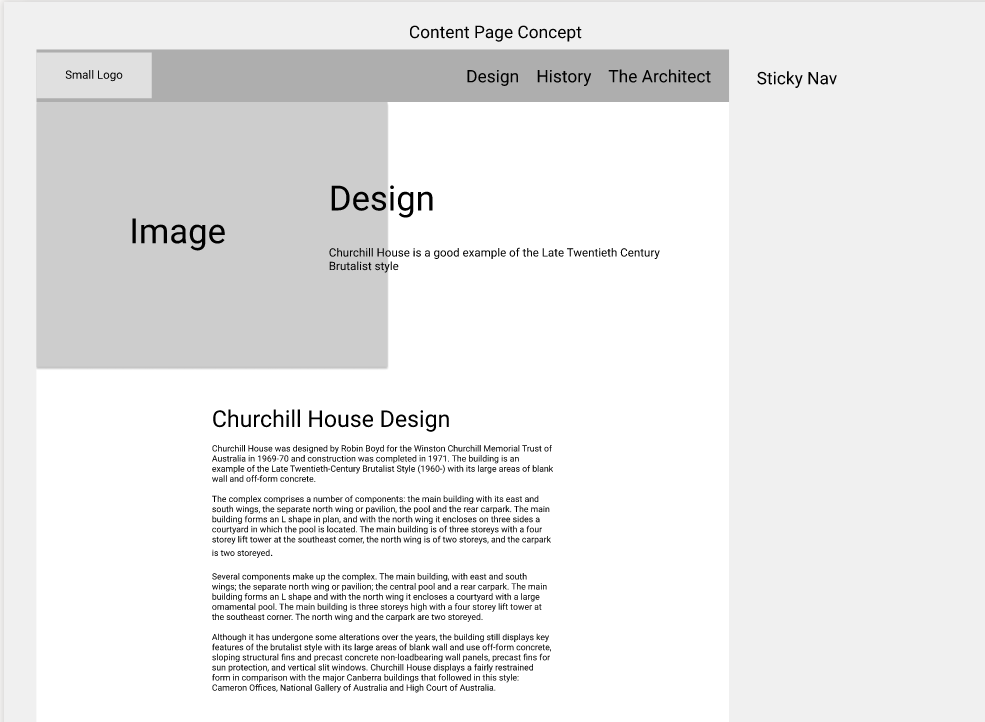 Content Page Concept
Small Logo
Design History The Architect
Sticky Nav
Image
Design
Churchill House is a good example of the Late Twentieth Century
Brutalist style
Churchill House Design
Churchill House was designed by Robin Boyd for the Winston Churchill Memorial Trust of
Australia in 1969-70 and construction was completed in 1971. The building is an
example of the Late Twentieth-Century Brutalist Style (1960-) with its large areas of blank
wall and off-form concrete.
The complex comprises a number of components: the main building with its east and
south wings, the separate north wing or pavilion, the pool and the rear carpark. The main
building forms an L shape in plan, and with the north wing it encloses on three sides a
courtyard in which the pool is located. The main building is of three storeys with a four
storey lift tower at the southeast corner, the north wing is of two storeys, and the carpark
is two storeyed.
Several components make up the complex. The main building, with east and south
wings; the separate north wing or pavilion; the central pool and a rear carpark. The main
building forms an L shape and with the north wing it encloses a courtyard with a large
ornamental pool. The main building is three storeys high with a four storey lift tower at
the southeast corner. The north wing and the carpark are two storeyed.
Although it has undergone some alterations over the years, the building still displays key
features of the brutalist style with its large areas of blank wall and use off-form concrete,
sloping structural fins and precast concrete non-loadbearing wall panels, precast fins for
sun protection, and vertical slit windows. Churchill House displays a fairly restrained
form in comparison with the major Canberra buildings that followed in this style:
Cameron Offices, National Gallery of Australia and High Court of Australia.